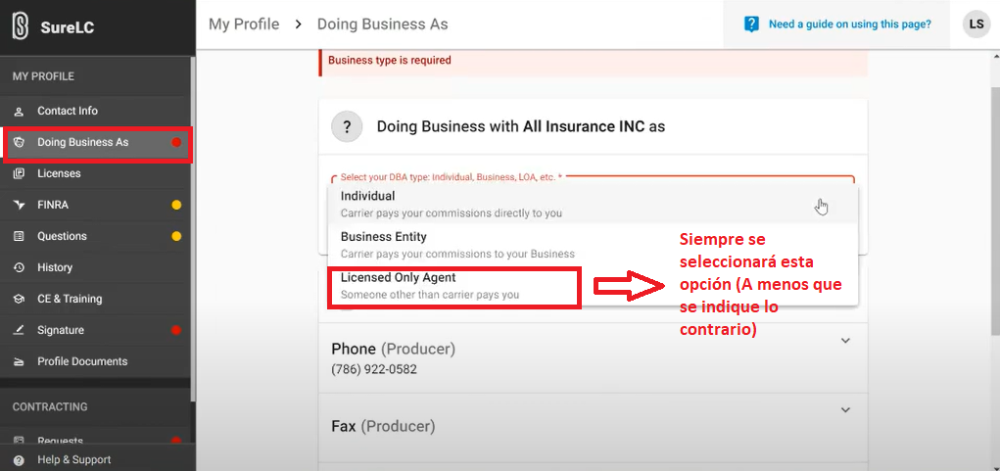 SureLC
My Profile > Doing Business As
Need a guide on using this page?
LS
MY PROFILE
Contact Info
Doing Business As
Licenses
FINRA
Questions
History
CE & Training
Signature
Profile Documents
CONTRACTING
Requests
Help & Support
Business type is required
? Doing Business with All Insurance INC as
Select your DBA type: Individual, Business, LOA, etc. *
Individual
Carrier pays your commissions directly to you
Business Entity
Carrier pays your commissions to your Business
Licensed Only Agent
Someone other than carrier pays you
Siempre se
seleccionará esta
opción (A menos que
se indique lo
contrario)
Phone (Producer)
(786) 922-0582
Fax (Producer)